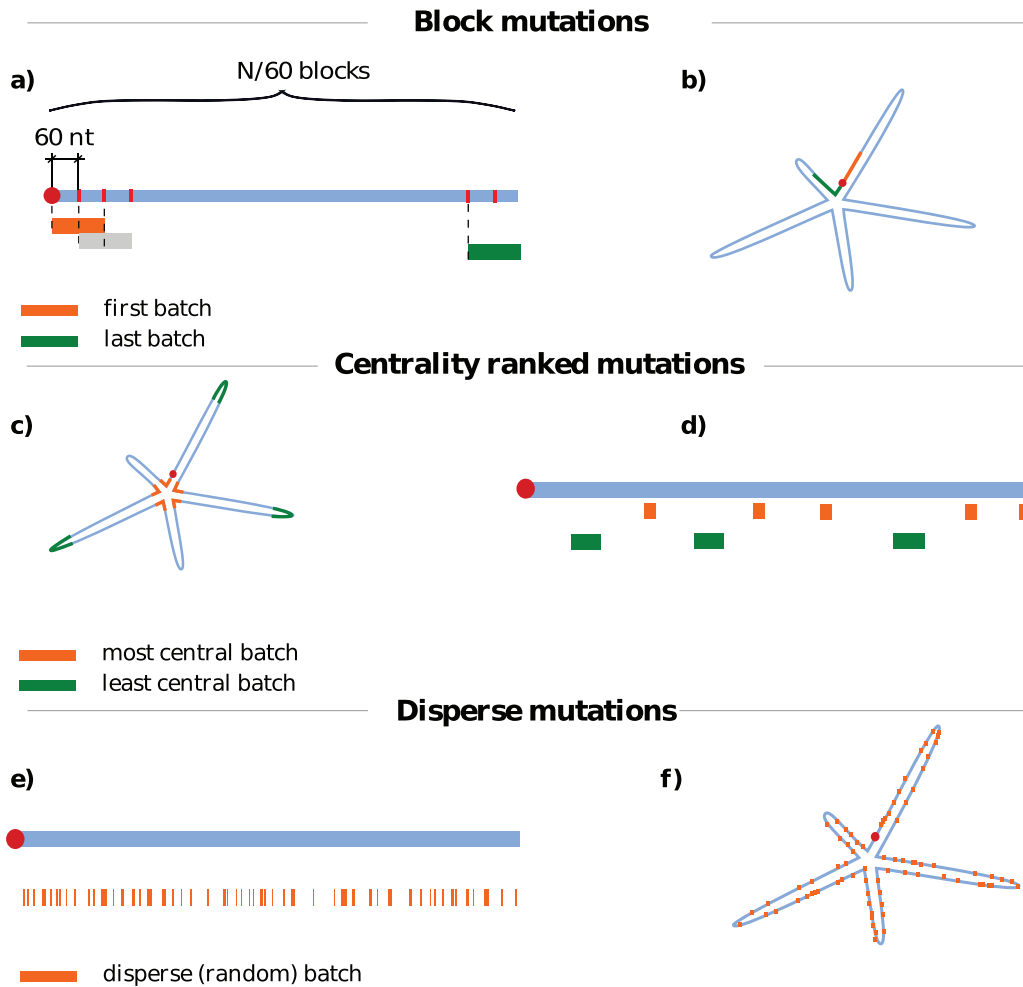 Block mutations
a)
N/60 blocks
b)
60 nt
first batch
last batch
Centrality ranked mutations
c)
d)
most central batch
least central batch
Disperse mutations
e)
f)
disperse (random) batch